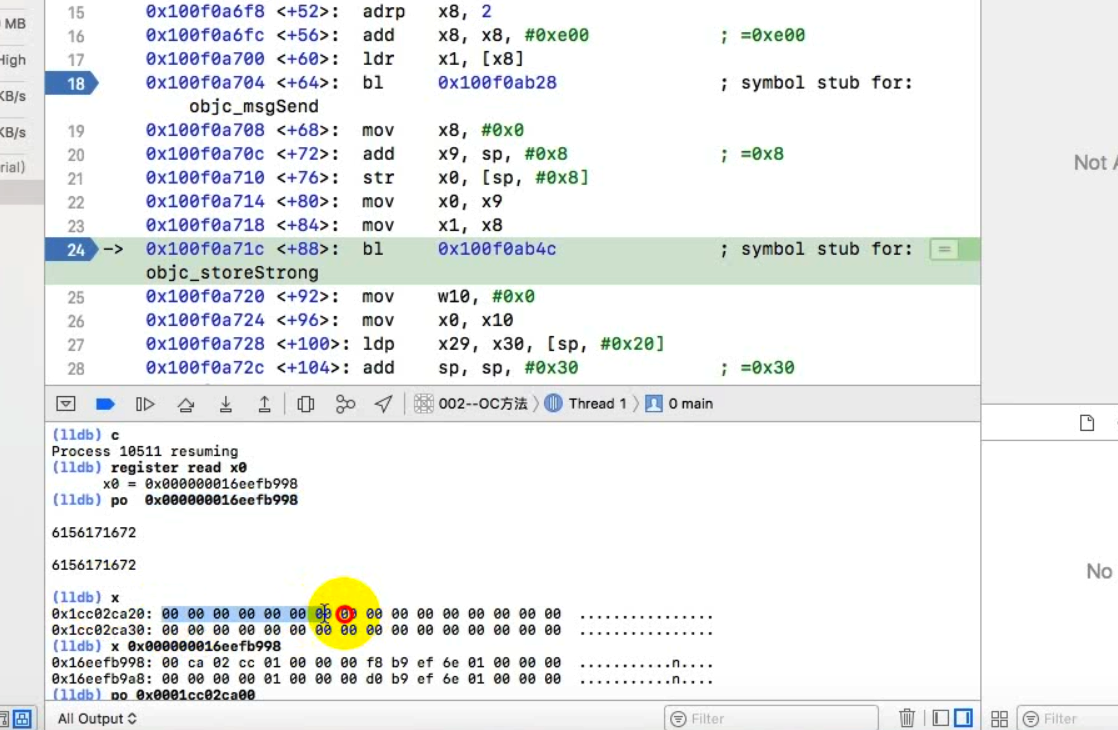 MB
15 0x100f0a6f8 <+52>: adrp x8, 2
High
16 0x100f0a6fc <+56>: add x8, x8, #0xe00 ; =0xe00
17 0x100f0a700 <+60>: ldr x1, [x8]
KB/s
18 0x100f0a704 <+64>: bl 0x100f0ab28 ; symbol stub for:
objc_msgSend
KB/s
19 0x100f0a708 <+68>: mov x8, #0x0
20 0x100f0a70c <+72>: add x9, sp, #0x8 ; =0x8
rial)
Not A
21 0x100f0a710 <+76>: str x0, [sp, #0x8]
22 0x100f0a714 <+80>: mov x0, x9
23 0x100f0a718 <+84>: mov x1, x8
24 -> 0x100f0a71c <+88>: bl 0x100f0ab4c ; symbol stub for: =
objc_storeStrong
25 0x100f0a720 <+92>: mov w10, #0x0
26 0x100f0a724 <+96>: mov x0, x10
27 0x100f0a728 <+100>: ldp x29, x30, [sp, #0x20]
28 0x100f0a72c <+104>: add sp, sp, #0x30 ; =0x30
002--OC方法 〉 Thread 1 〉 0 main
(lldb) c
Process 10511 resuming
(lldb) register read x0
x0 = 0x000000016eefb998
(lldb) po 0x000000016eefb998
6156171672
6156171672
No
(lldb) x
0x1cc02ca20: 00 00 00 00 00 00 00 00 00 00 00 00 00 00 00 00 ................
0x1cc02ca30: 00 00 00 00 00 00 00 00 00 00 00 00 00 00 00 00 ................
(lldb) x 0x000000016eefb998
0x16eefb998: 00 ca 02 cc 01 00 00 00 f8 b9 ef 6e 01 00 00 00 ...........n....
0x16eefb9a8: 00 00 00 00 01 00 00 00 d0 b9 ef 6e 01 00 00 00 ...........n....
(lldb) po 0x0001cc02ca00
All Output
Filter
Filter